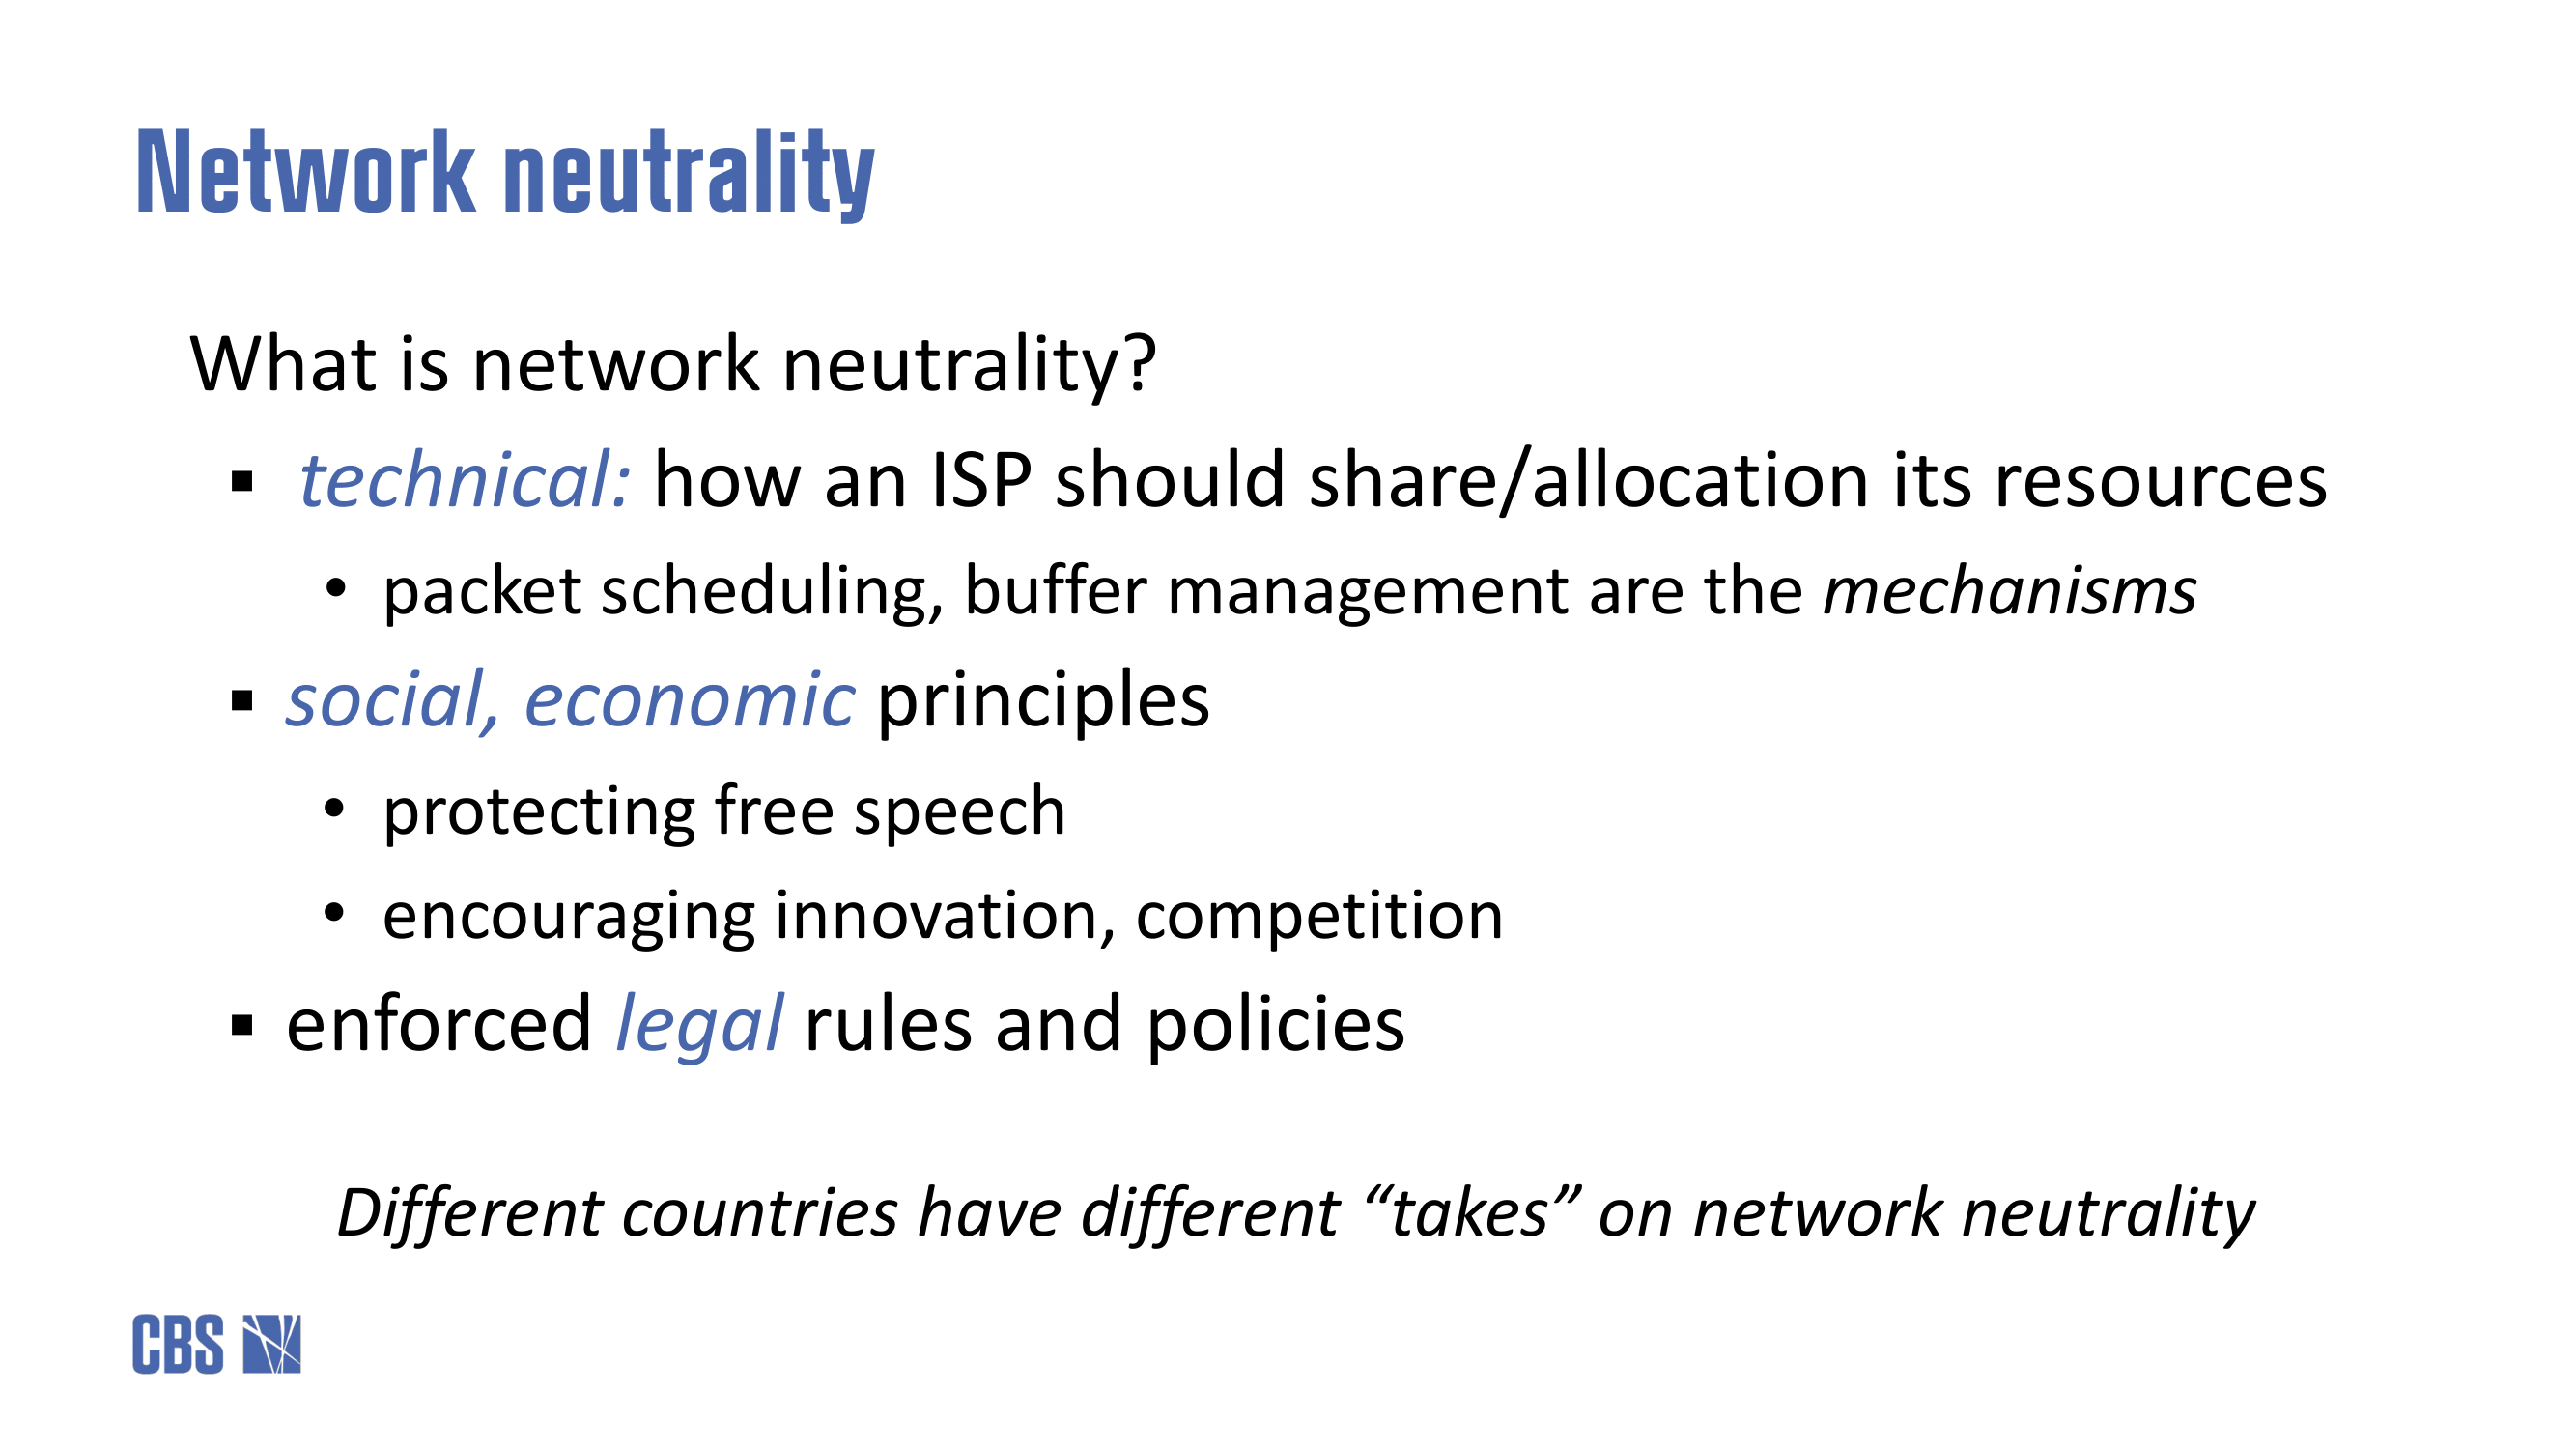 Network neutrality
What is network neutrality?
▪ technical: how an ISP should share/allocation its resources
• packet scheduling, buffer management are the mechanisms
▪ social, economic principles
• protecting free speech
• encouraging innovation, competition
▪ enforced legal rules and policies
Different countries have different “takes” on network neutrality
CBS